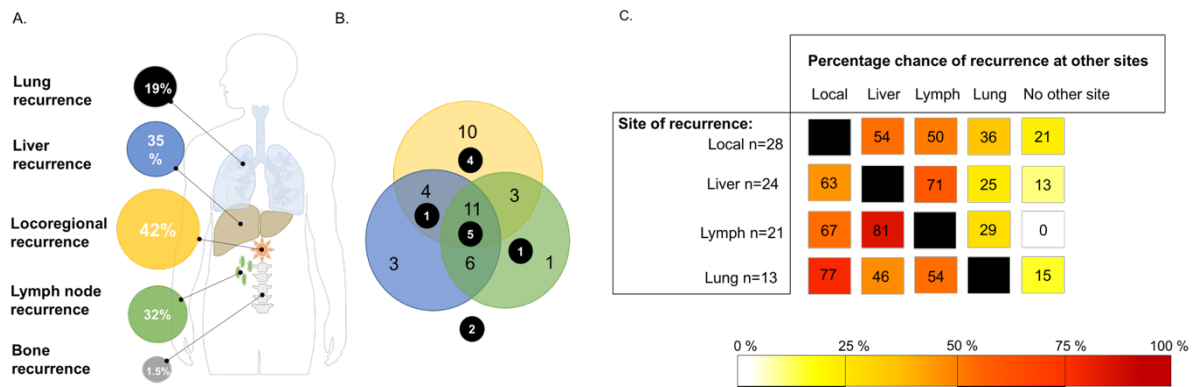 A.
Lung
recurrence
19%
Liver
recurrence
35
%
Locoregional
recurrence
42%
Lymph node
recurrence
32%
Bone
recurrence
1.5%
B.
10
4
4
3
1
11
5
1
3
6
1
2
C.
Percentage chance of recurrence at other sites
Local Liver Lymph Lung No other site
Site of recurrence:
Local n=28 54 50 36 21
Liver n=24 63 71 25 13
Lymph n=21 67 81 29 0
Lung n=13 77 46 54 15
0 % 25 % 50 % 75 % 100 %